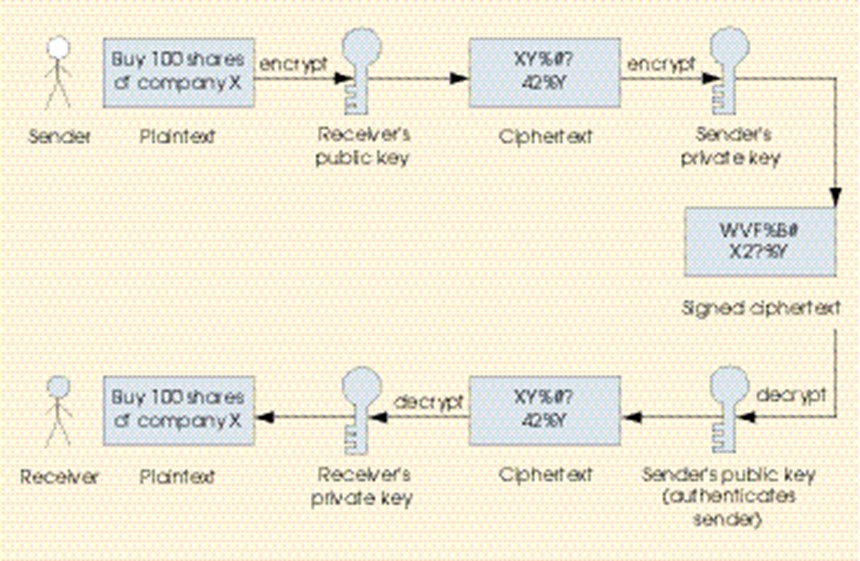 Buy 100 shares
of company X
encrypt
XY%@?
42%Y
encrypt
Sender
Plaintext
Receiver's
public key
Ciphertext
Sender's
private key
WVF%B#
X2?%Y
Signed ciphertext
Buy 100 shares
of company X
decrypt
XY%@?
42%Y
decrypt
Receiver
Plaintext
Receiver's
private key
Ciphertext
Sender's public key
(authenticates
sender)